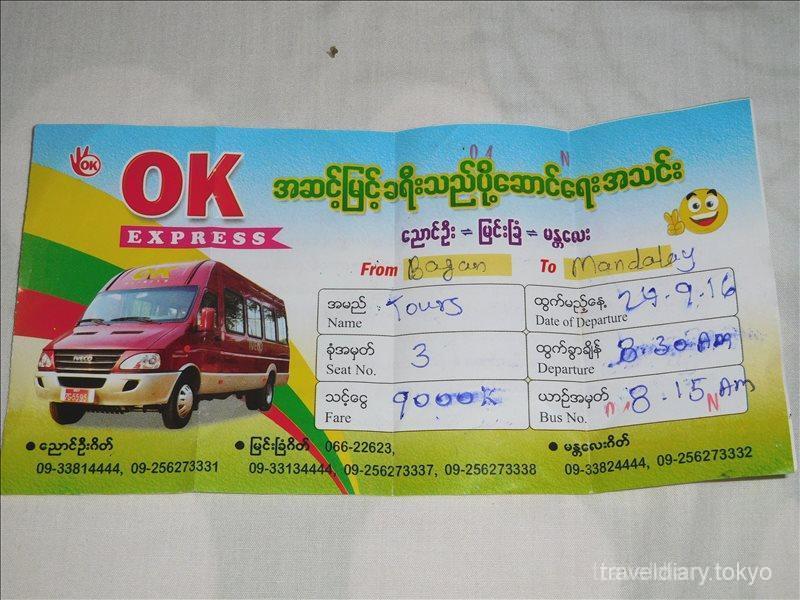 OK
OK
EXPRESS
အဆင့်မြင့် ခရီးသည်ပို့ဆောင်ရေး အသင်း
ညောင်ဦး = မြင်းခြံ = မန္တလေး
From Bagan To Mandalay
အမည် Name : Tours
ထွက်မည့်နေ့ Date of Departure 24.9.16
ခုံအမှတ် Seat No. 3
ထွက်ခွာချိန် Departure 8.30 Am
သင့်ငွေ Fare 9000K
ယာဉ်အမှတ် Bus No. 8.15 Am
OK
IVECO
● ညောင်ဦးဂိတ်
09-33814444, 09-256273331
● မြင်းခြံဂိတ် 066-22623,
09-33134444, 09-256273337, 09-256273338
● မန္တလေးဂိတ်
09-33824444, 09-256273332
traveldiary.tokyo